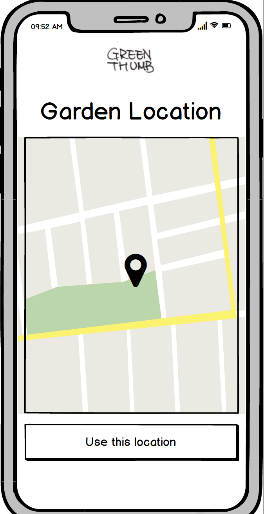 09:52 AM
GREEN
THUMB
Garden Location
Use this location